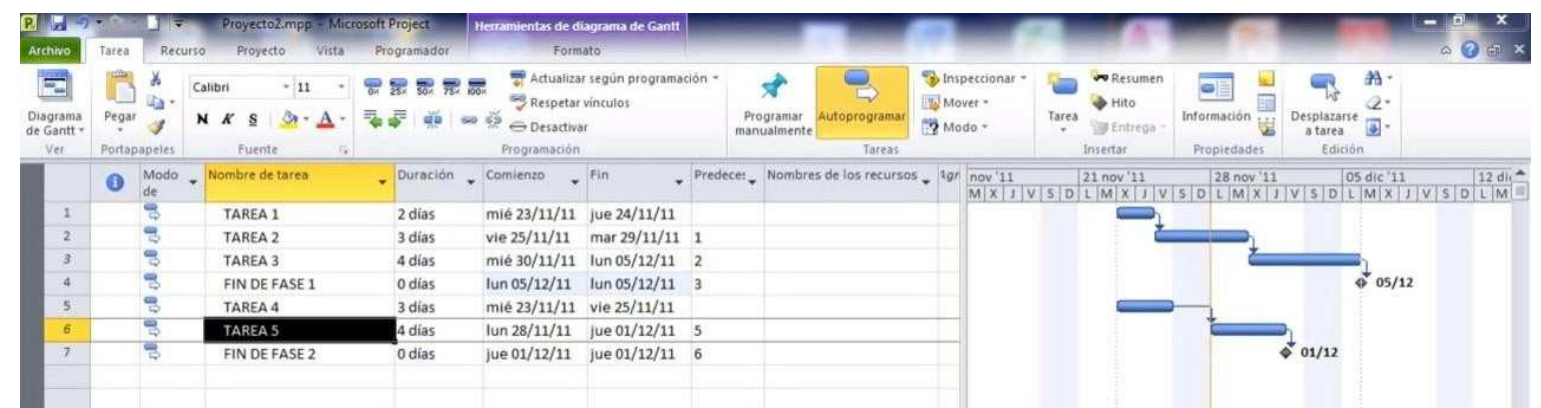 Proyecto2.mpp - Microsoft Project Herramientas de diagrama de Gantt
Archivo Tarea Recurso Proyecto Vista Programador Formato
Diagrama de Gantt
Ver
Pegar
Portapapeles
Calibri 11
N K S A
Fuente
0% 25% 50% 75% 100%
Actualizar según programación
Respetar vínculos
Desactivar
Programación
Programar manualmente
Autoprogramar
Inspeccionar
Mover
Modo
Tareas
Tarea
Resumen
Hito
Entrega
Insertar
Información
Propiedades
Desplazarse a tarea
Edición
Modo de Nombre de tarea Duración Comienzo Fin Predeces Nombres de los recursos Agr
nov '11 21 nov '11 28 nov '11 05 dic '11 12 di
M X J V S D L M X J V S D L M X J V S D L M X J V S D L M
1 TAREA 1 2 días mié 23/11/11 jue 24/11/11
2 TAREA 2 3 días vie 25/11/11 mar 29/11/11 1
3 TAREA 3 4 días mié 30/11/11 lun 05/12/11 2
4 FIN DE FASE 1 0 días lun 05/12/11 lun 05/12/11 3 05/12
5 TAREA 4 3 días mié 23/11/11 vie 25/11/11
6 TAREA 5 4 días lun 28/11/11 jue 01/12/11 5
7 FIN DE FASE 2 0 días jue 01/12/11 jue 01/12/11 6 01/12